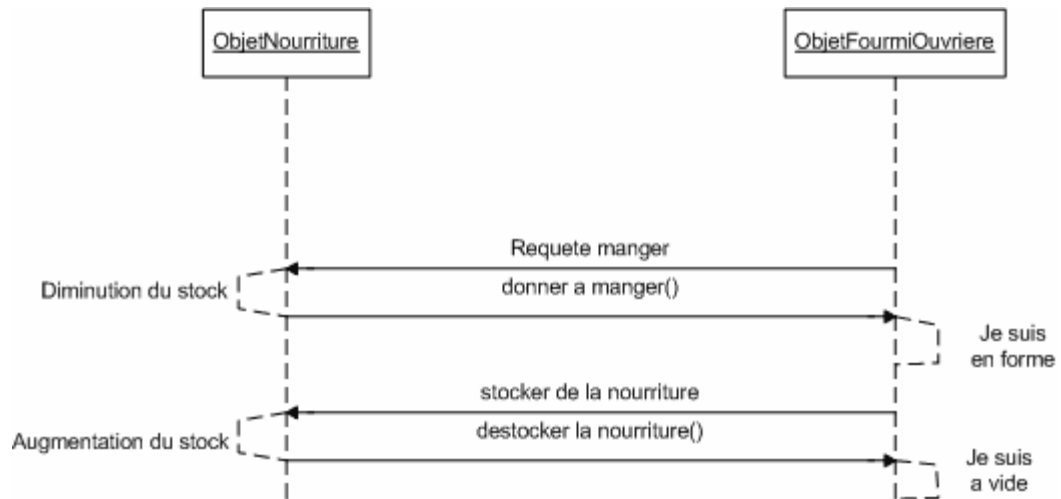 ObjetNourriture
ObjetFourmiOuvriere
Requete manger
donner a manger()
Diminution du stock
Je suis
en forme
stocker de la nourriture
destocker la nourriture()
Augmentation du stock
Je suis
a vide